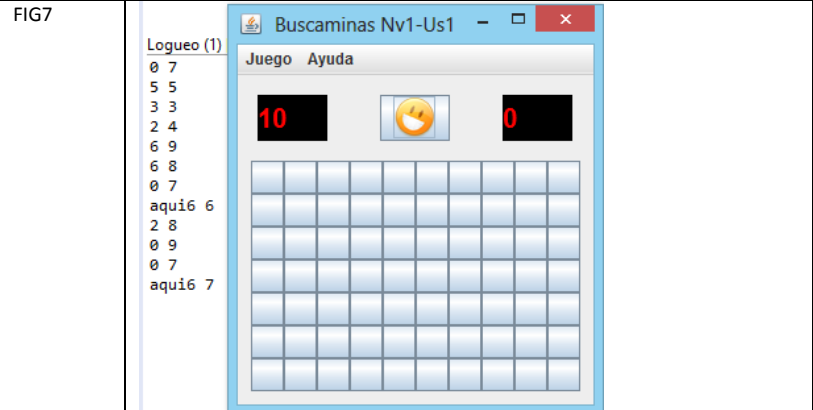 FIG7
Logueo (1)
0 7
5 5
3 3
2 4
6 9
6 8
0 7
aqui6 6
2 8
0 9
0 7
aqui6 7
Buscaminas Nv1-Us1
Juego Ayuda
10 0